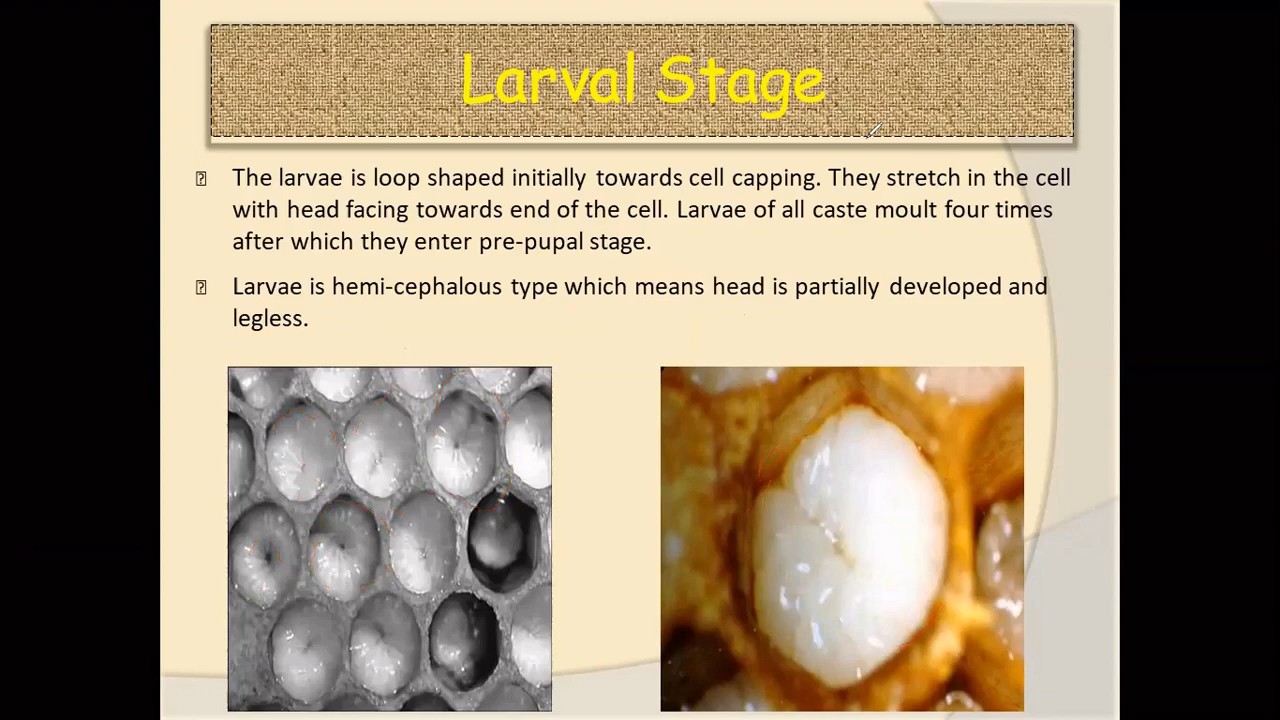 Larval Stage
The larvae is loop shaped initially towards cell capping. They stretch in the cell
with head facing towards end of the cell. Larvae of all caste moult four times
after which they enter pre-pupal stage.
Larvae is hemi-cephalous type which means head is partially developed and
legless.